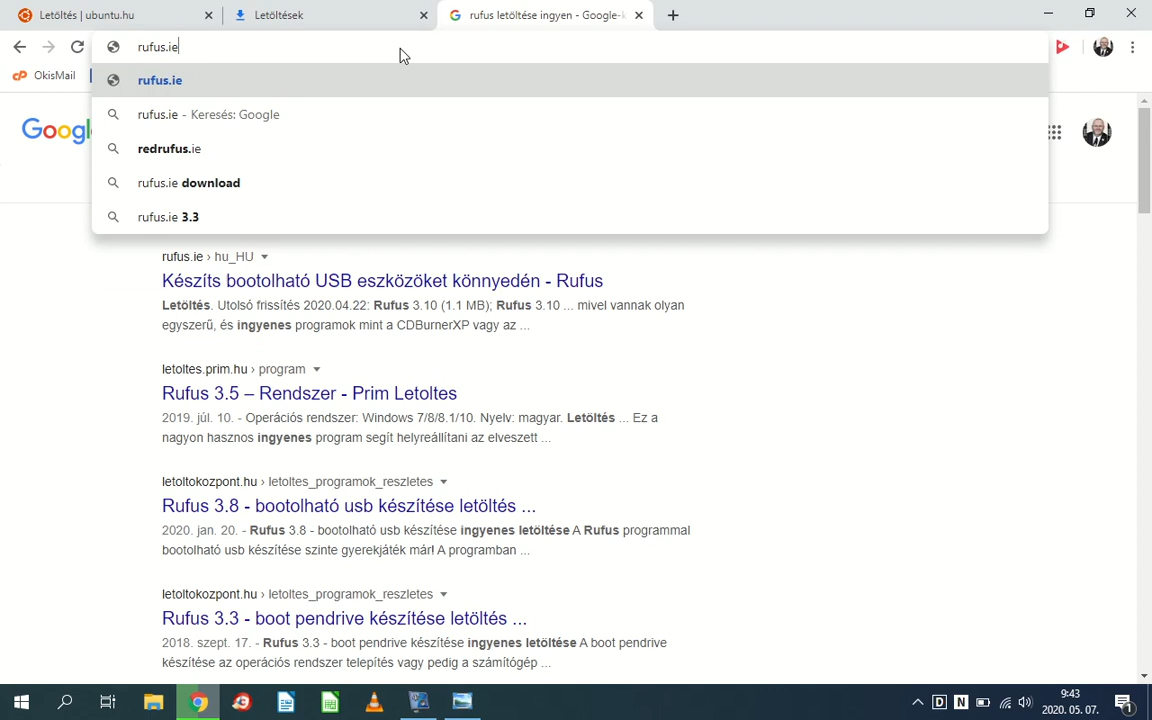 Letöltés | ubuntu.hu
Letöltések
rufus letöltése ingyen - Google-k
rufus.ie
OkisMail
rufus.ie
rufus.ie - Keresés: Google
redrufus.ie
rufus.ie download
rufus.ie 3.3
Google
rufus.ie › hu_HU
Készíts bootolható USB eszközöket könnyedén - Rufus
Letöltés. Utolsó frissítés 2020.04.22: Rufus 3.10 (1.1 MB); Rufus 3.10 ... mivel vannak olyan
egyszerű, és ingyenes programok mint a CDBurnerXP vagy az ...
letoltes.prim.hu › program
Rufus 3.5 – Rendszer - Prim Letoltes
2019. júl. 10. - Operációs rendszer: Windows 7/8/8.1/10. Nyelv: magyar. Letöltés ... Ez a
nagyon hasznos ingyenes program segít helyreállítani az elveszett ...
letoltokozpont.hu › letoltes_programok_reszletes
Rufus 3.8 - bootolható usb készítése letöltés ...
2020. jan. 20. - Rufus 3.8 - bootolható usb készítése ingyenes letöltése A Rufus programmal
bootolható usb készítése szinte gyerekjáték már! A programban ...
letoltokozpont.hu › letoltes_programok_reszletes
Rufus 3.3 - boot pendrive készítése letöltés ...
2018. szept. 17. - Rufus 3.3 - boot pendrive készítése ingyenes letöltése A boot pendrive
készítése az operációs rendszer telepítés vagy pedig a számítógép ...
D
N
9:43
2020. 05. 07.
1